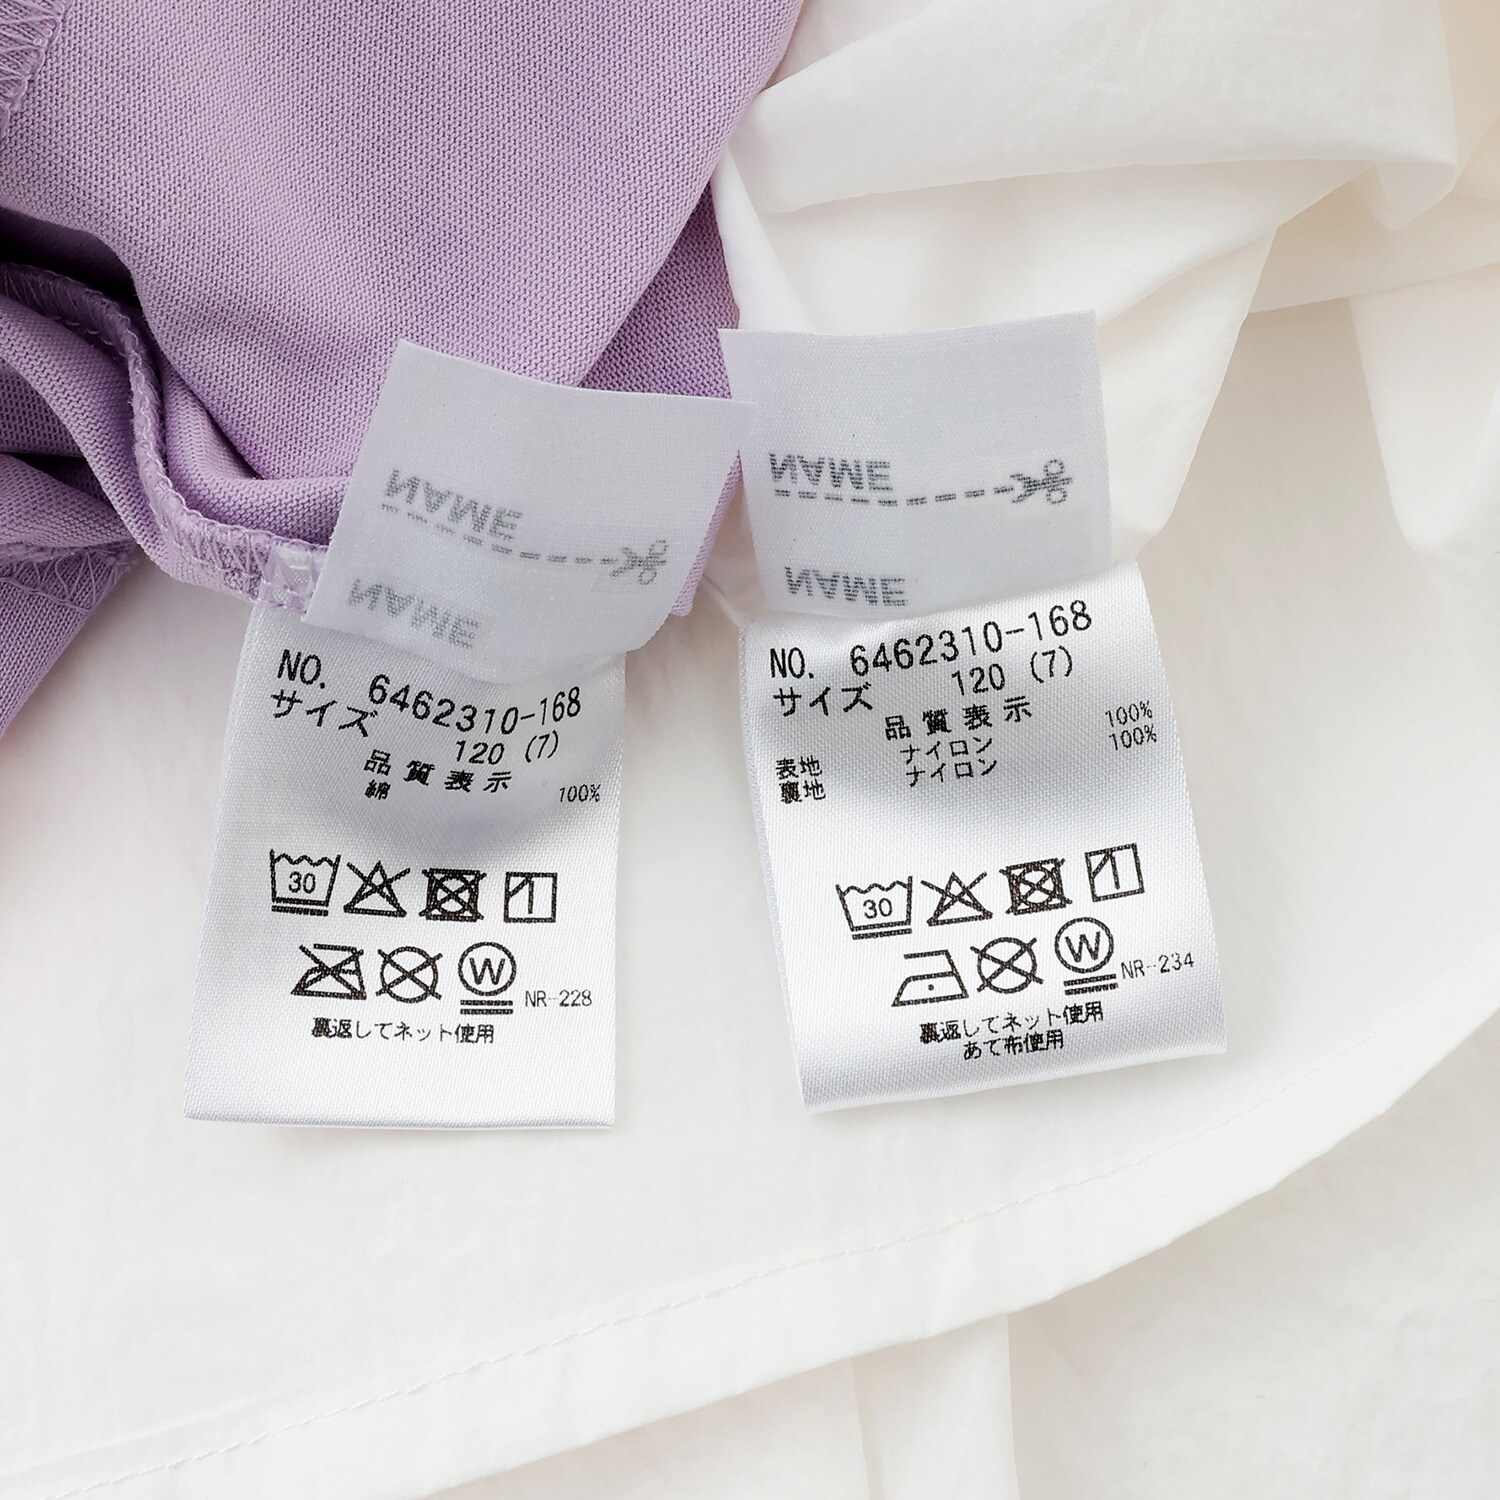 NAME
NAME
NO. 6462310-168
サイズ 120 (7)
品質表示
綿 100%
30
W
NR-228
裏返してネット使用
NAME
NAME
NO. 6462310-168
サイズ 120 (7)
品質表示
表地 ナイロン 100%
裏地 ナイロン 100%
30
W
NR-234
裏返してネット使用
あて布使用